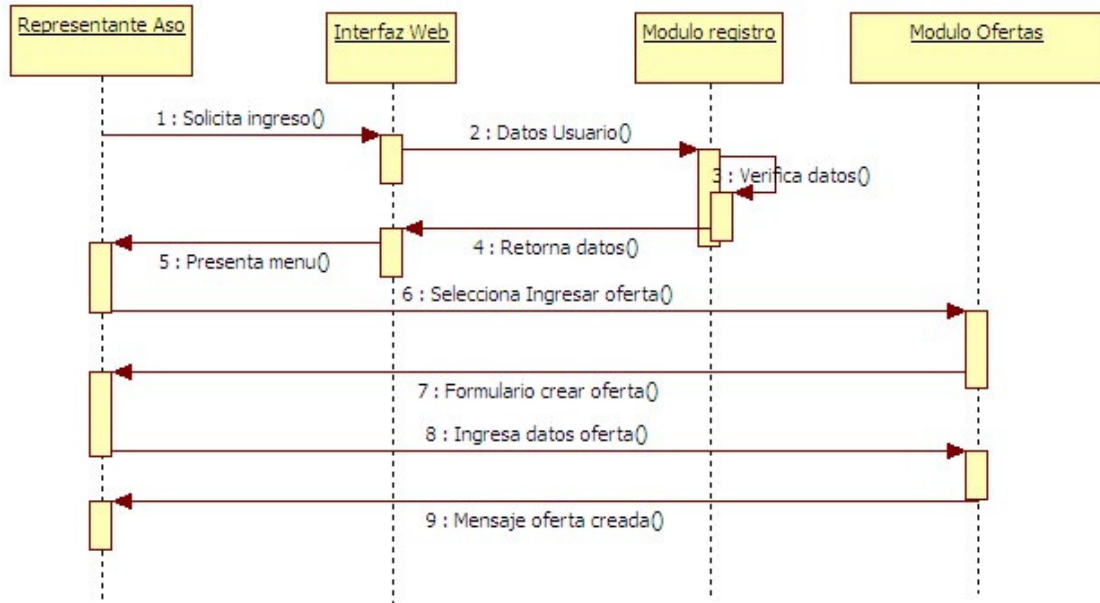 Representante Aso
Interfaz Web
Modulo registro
Modulo Ofertas
1 : Solicita ingreso()
2 : Datos Usuario()
3 : Verifica datos()
4 : Retorna datos()
5 : Presenta menu()
6 : Selecciona Ingresar oferta()
7 : Formulario crear oferta()
8 : Ingresa datos oferta()
9 : Mensaje oferta creada()